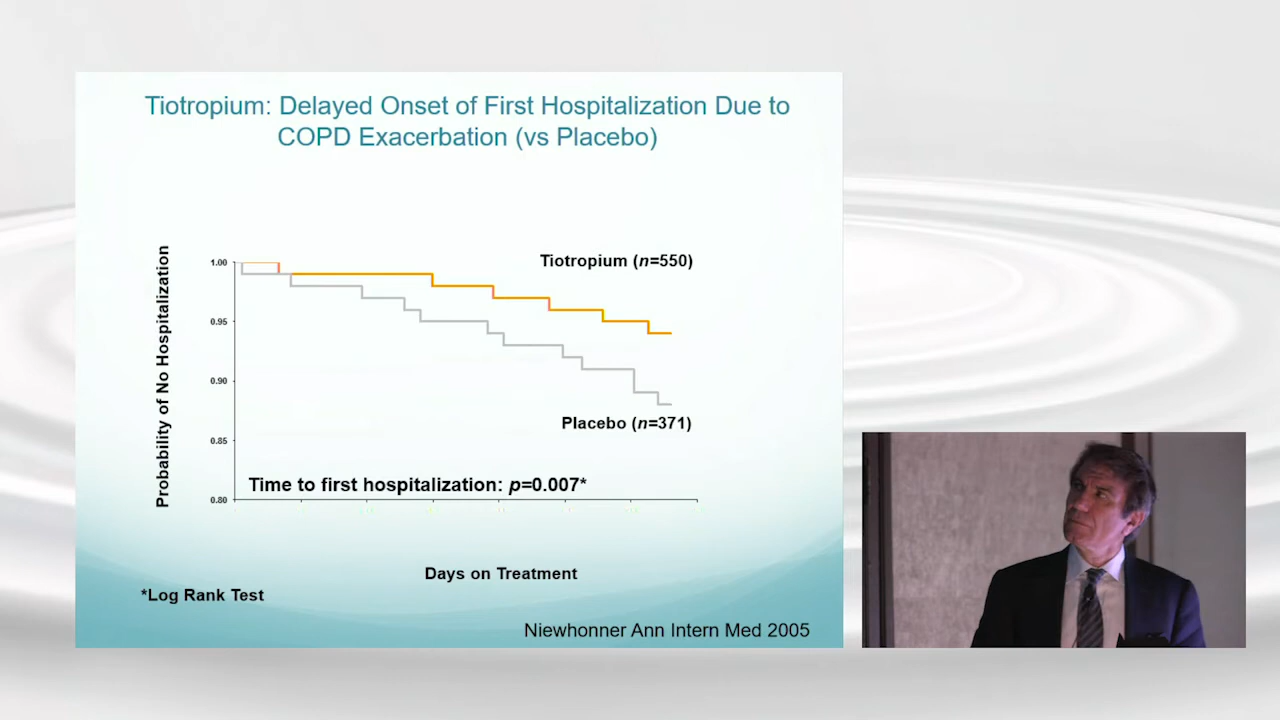 Tiotropium: Delayed Onset of First Hospitalization Due to
COPD Exacerbation (vs Placebo)
Probability of No Hospitalization
1.00
0.95
0.90
0.85
0.80
Tiotropium (n=550)
Placebo (n=371)
Time to first hospitalization: p=0.007*
Days on Treatment
*Log Rank Test
Niewhonner Ann Intern Med 2005